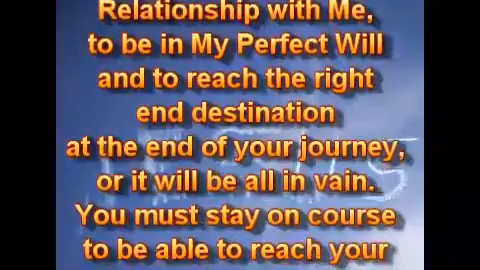 Relationship with Me,
to be in My Perfect Will
and to reach the right
end destination
at the end of your journey,
or it will be all in vain.
You must stay on course
to be able to reach your